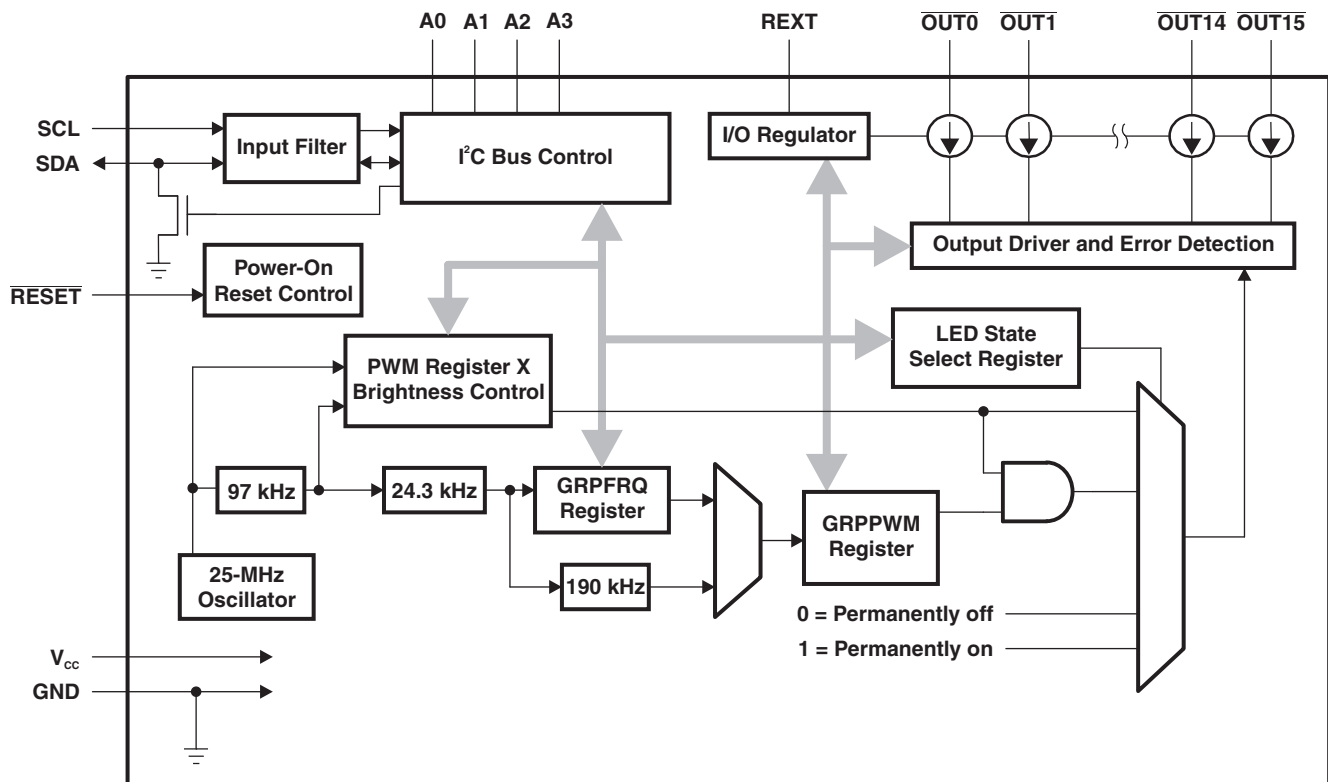 A0 A1 A2 A3 REXT OUT0 OUT1 OUT14 OUT15
SCL
SDA
Input Filter
I²C Bus Control
I/O Regulator
Output Driver and Error Detection
RESET
Power-On
Reset Control
LED State
Select Register
PWM Register X
Brightness Control
97 kHz
24.3 kHz
GRPFRQ
Register
GRPPWM
Register
190 kHz
25-MHz
Oscillator
0 = Permanently off
1 = Permanently on
VCC
GND